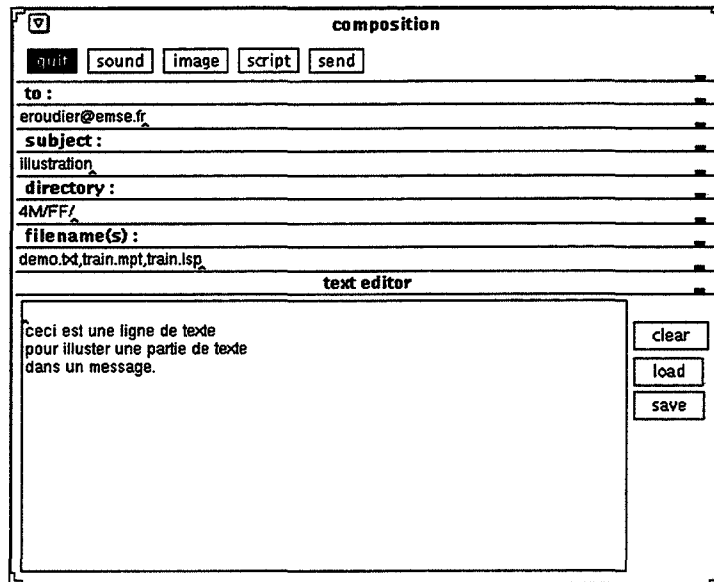 composition
quit sound image script send
to :
eroudier@emse.fr
subject :
illustration
directory :
4M/FF/
filename(s) :
demo.txt,train.mpt,train.lsp
text editor
ceci est une ligne de texte
pour illuster une partie de texte
dans un message.
clear
load
save